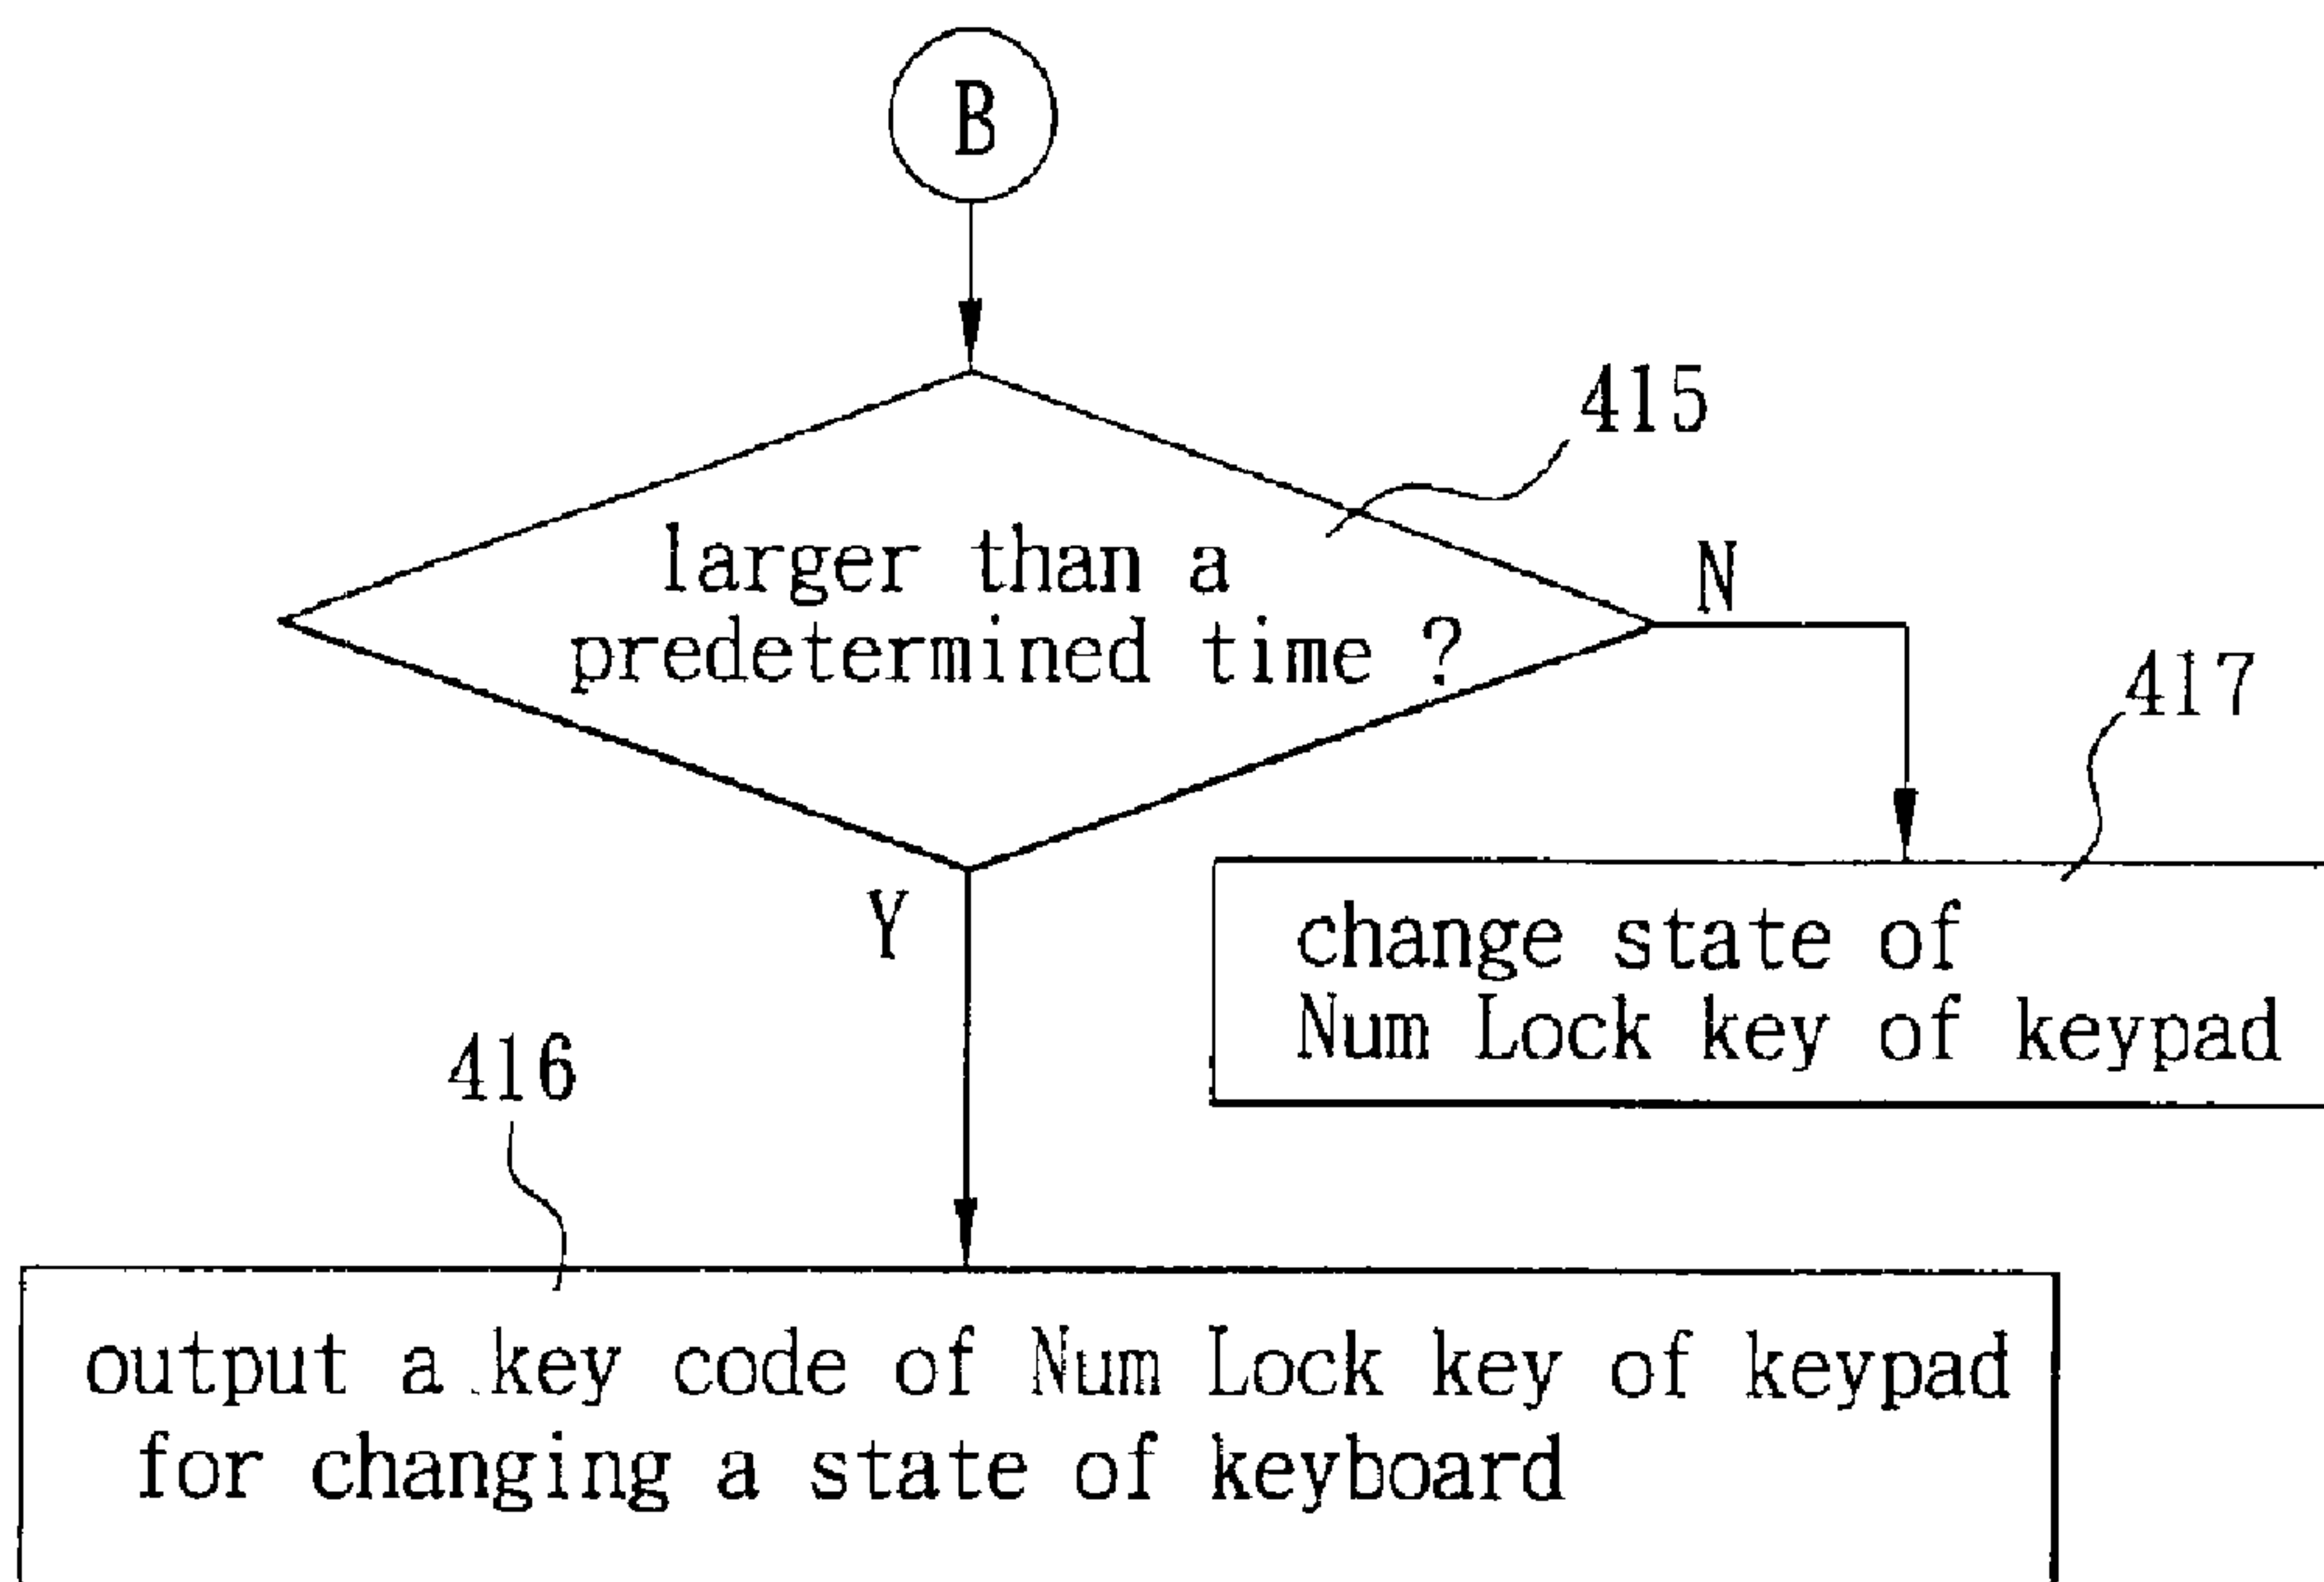 B
415
larger than a
predetermined time ?
N
417
Y
change state of
Num Lock key of keypad
416
output a key code of Num Lock key of keypad
for changing a state of keyboard